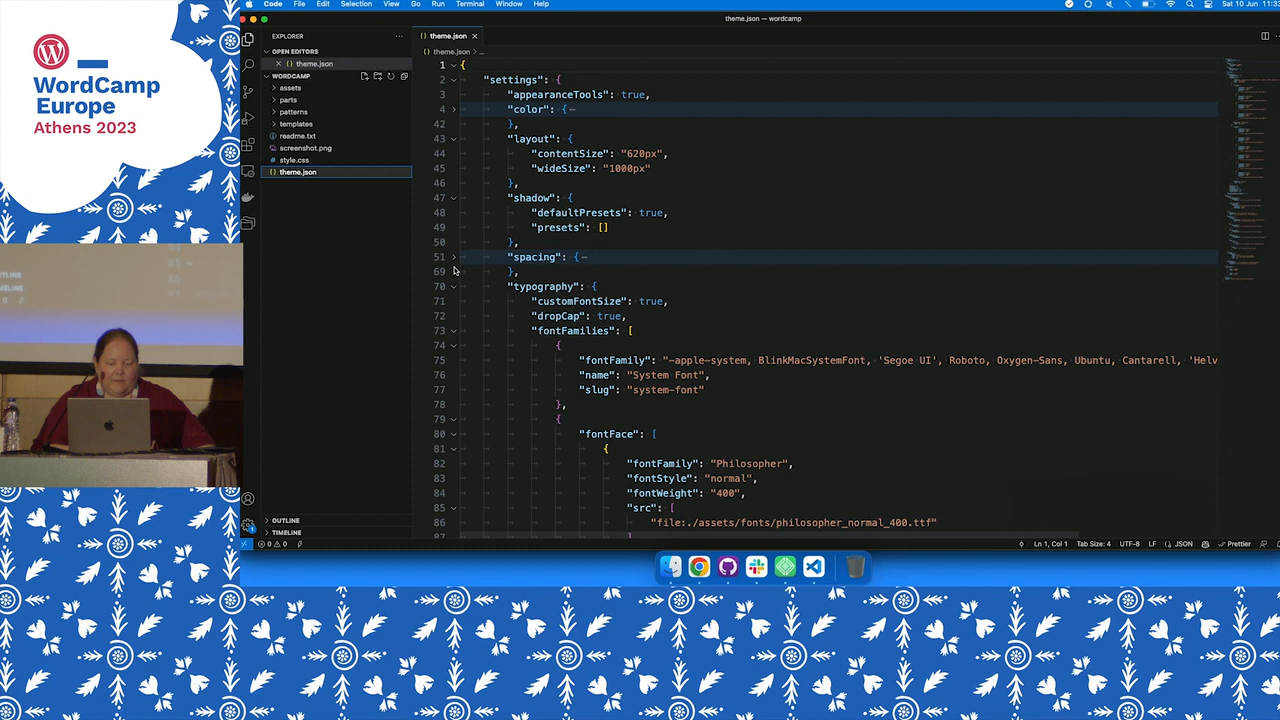 WordCamp
Europe
Athens 2023
Code File Edit Selection View Go Run Terminal Window Help
Sat 10 Jun 11:3
theme.json — wordcamp
EXPLORER
OPEN EDITORS
theme.json
WORDCAMP
assets
parts
patterns
templates
readme.txt
screenshot.png
style.css
theme.json
OUTLINE
TIMELINE
theme.json
theme.json > ...
1 {
2 "settings": {
3 "appearanceTools": true,
4 "color": {
42 },
43 "layout": {
44 "contentSize": "620px",
45 "wideSize": "1000px"
46 },
47 "shadow": {
48 "defaultPresets": true,
49 "presets": []
50 },
51 "spacing": {
69 },
70 "typography": {
71 "customFontSize": true,
72 "dropCap": true,
73 "fontFamilies": [
74 {
75 "fontFamily": "-apple-system, BlinkMacSystemFont, 'Segoe UI', Roboto, Oxygen-Sans, Ubuntu, Cantarell, 'Helv
76 "name": "System Font",
77 "slug": "system-font"
78 },
79 {
80 "fontFace": [
81 {
82 "fontFamily": "Philosopher",
83 "fontStyle": "normal",
84 "fontWeight": "400",
85 "src": [
86 "file:./assets/fonts/philosopher_normal_400.ttf"
87 ]
0 0
Ln 1, Col 1 Tab Size: 4 UTF-8 LF JSON Prettier